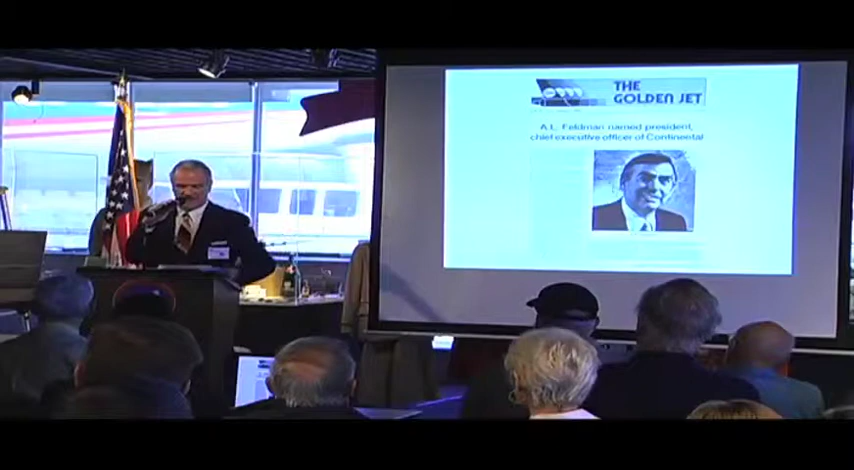 THE
GOLDEN JET
A.L. Feldman named president,
chief executive officer of Continental